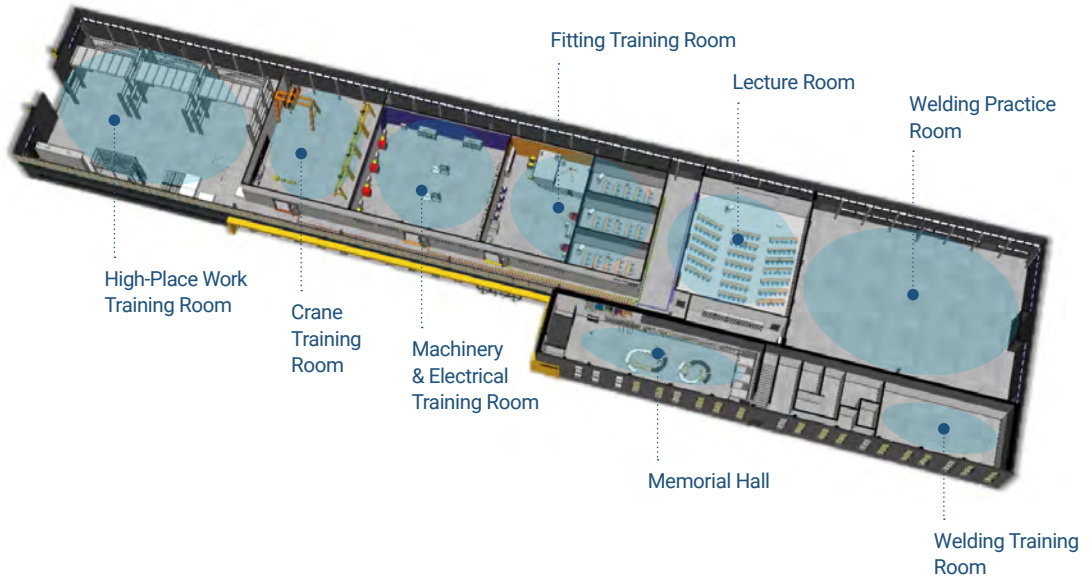 Fitting Training Room
Lecture Room
Welding Practice
Room
High-Place Work
Training Room
Crane
Training
Room
Machinery
& Electrical
Training Room
Memorial Hall
Welding Training
Room